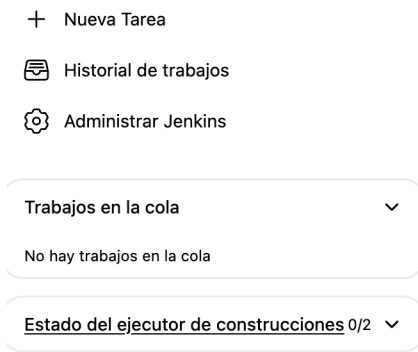 Nueva Tarea
Historial de trabajos
Administrar Jenkins
Trabajos en la cola
No hay trabajos en la cola
Estado del ejecutor de construcciones 0/2